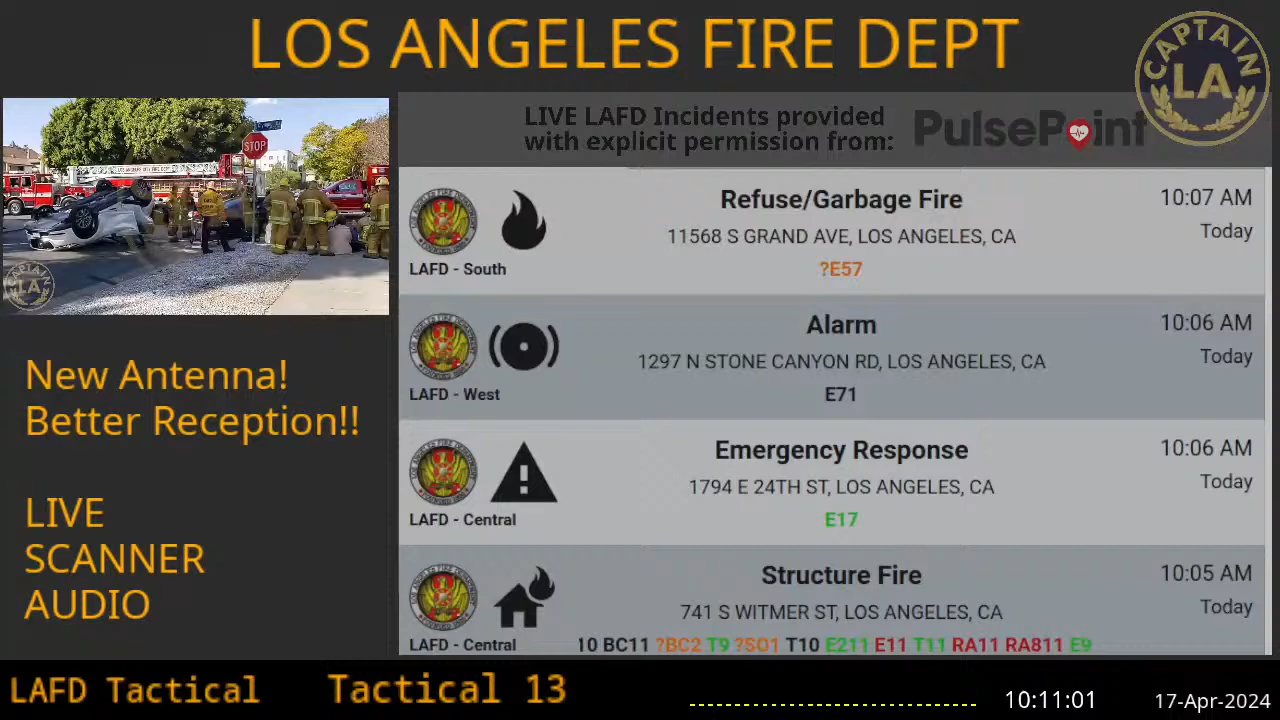 LOS ANGELES FIRE DEPT
CAPTAIN
LA
LIVE LAFD Incidents provided
with explicit permission from:
PulsePoint
STOP
CAPTAIN
LA
Refuse/Garbage Fire
11568 S GRAND AVE, LOS ANGELES, CA
?E57
10:07 AM
Today
LAFD - South
Alarm
1297 N STONE CANYON RD, LOS ANGELES, CA
E71
10:06 AM
Today
LAFD - West
Emergency Response
1794 E 24TH ST, LOS ANGELES, CA
E17
10:06 AM
Today
LAFD - Central
Structure Fire
741 S WITMER ST, LOS ANGELES, CA
10 BC11 ?BC2 T9 ?SO1 T10 E211 E11 T11 RA11 RA811 E9
10:05 AM
Today
LAFD - Central
New Antenna!
Better Reception!!
LIVE
SCANNER
AUDIO
LAFD Tactical
Tactical 13
10:11:01
17-Apr-2024